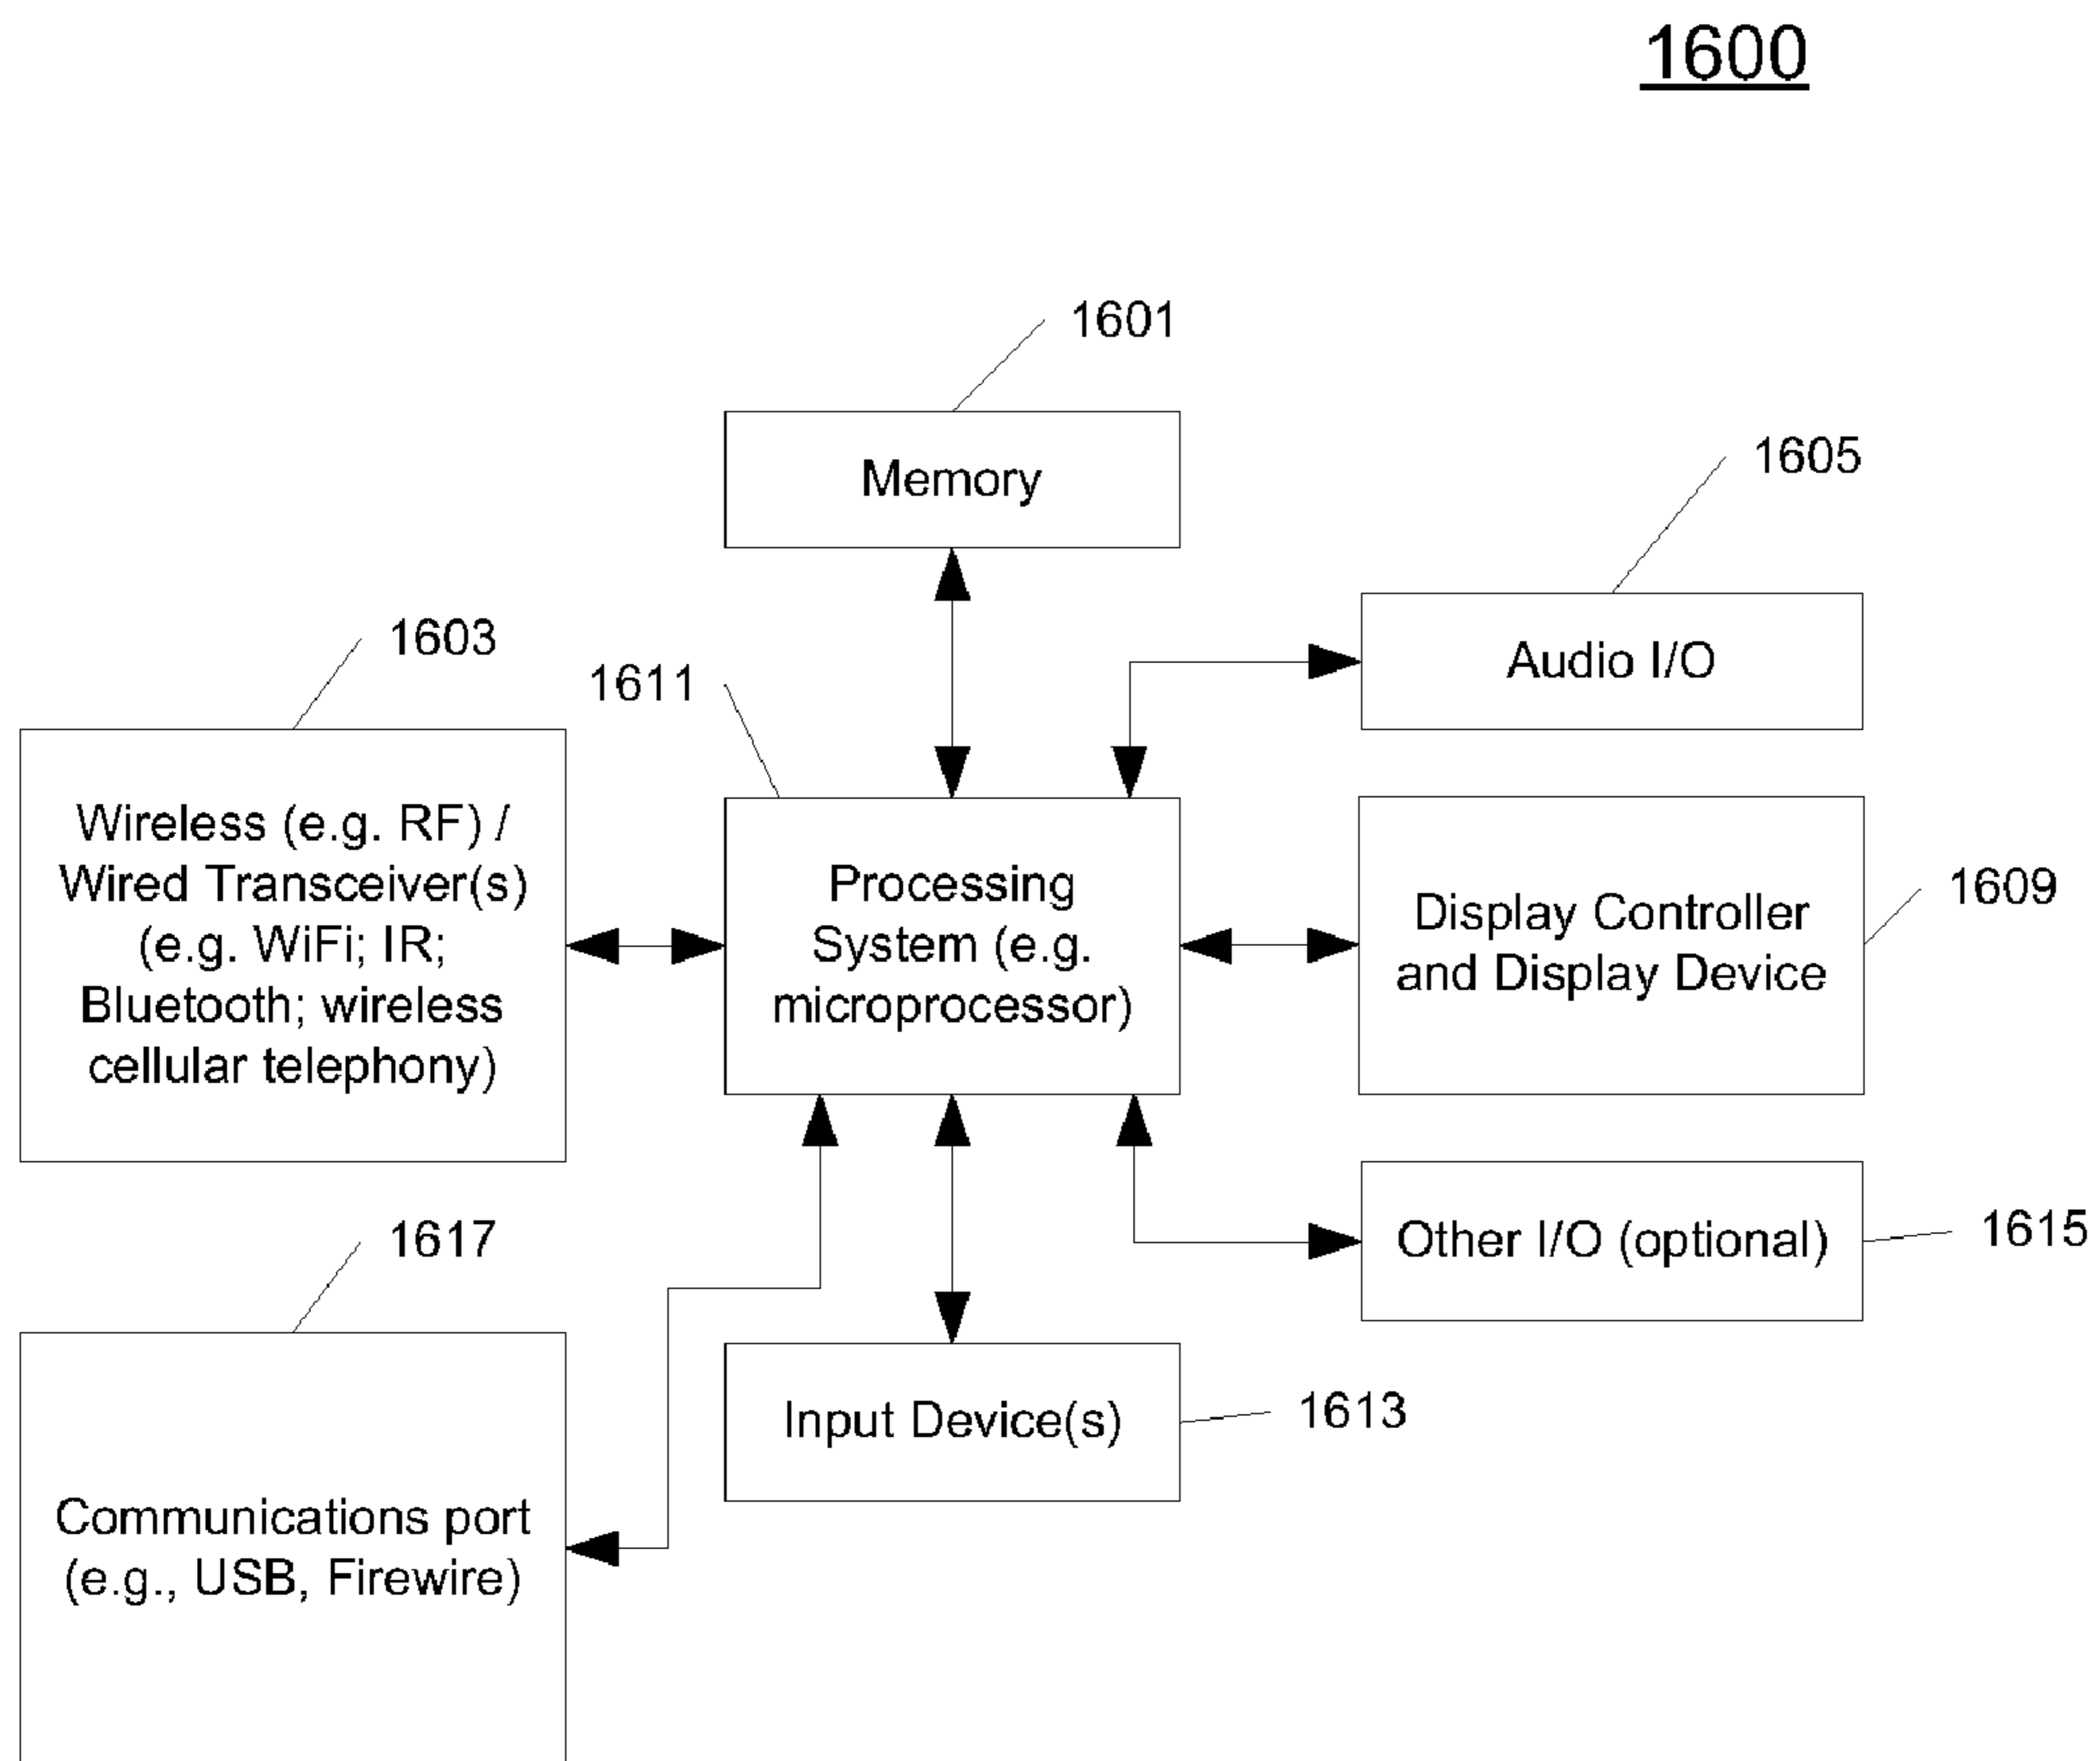 1600
1601
Memory
1605
Audio I/O
1603
1611
Wireless (e.g. RF) /
Wired Transceiver(s)
(e.g. WiFi; IR;
Bluetooth; wireless
cellular telephony)
Processing
System (e.g.
microprocessor)
Display Controller
and Display Device
1609
1617
Other I/O (optional)
1615
Input Device(s)
1613
Communications port
(e.g., USB, Firewire)